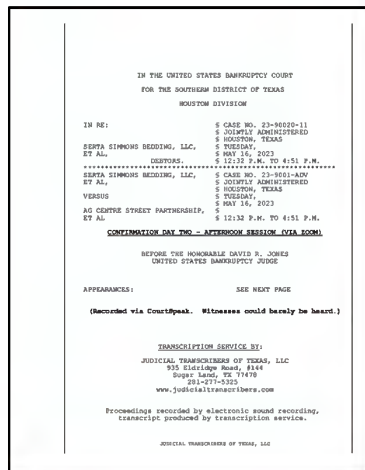 IN THE UNITED STATES BANKRUPTCY COURT
FOR THE SOUTHERN DISTRICT OF TEXAS
HOUSTON DIVISION
IN RE: § CASE NO. 23-90020-11
§ JOINTLY ADMINISTERED
§ HOUSTON, TEXAS
SERTA SIMMONS BEDDING, LLC, § TUESDAY,
ET AL, § MAY 16, 2023
DEBTORS. § 12:32 P.M. TO 4:51 P.M.
SERTA SIMMONS BEDDING, LLC, § CASE NO. 23-9001-ADV
ET AL, § JOINTLY ADMINISTERED
§ HOUSTON, TEXAS
VERSUS § TUESDAY,
§ MAY 16, 2023
AG CENTRE STREET PARTNERSHIP, §
ET AL § 12:32 P.M. TO 4:51 P.M.
CONFIRMATION DAY TWO - AFTERNOON SESSION (VIA ZOOM)
BEFORE THE HONORABLE DAVID R. JONES
UNITED STATES BANKRUPTCY JUDGE
APPEARANCES: SEE NEXT PAGE
(Recorded via CourtSpeak. Witnesses could barely be heard.)
TRANSCRIPTION SERVICE BY:
JUDICIAL TRANSCRIBERS OF TEXAS, LLC
935 Eldridge Road, #144
Sugar Land, TX 77478
281-277-5325
www.judicialtranscribers.com
Proceedings recorded by electronic sound recording,
transcript produced by transcription service.
JUDICIAL TRANSCRIBERS OF TEXAS, LLC